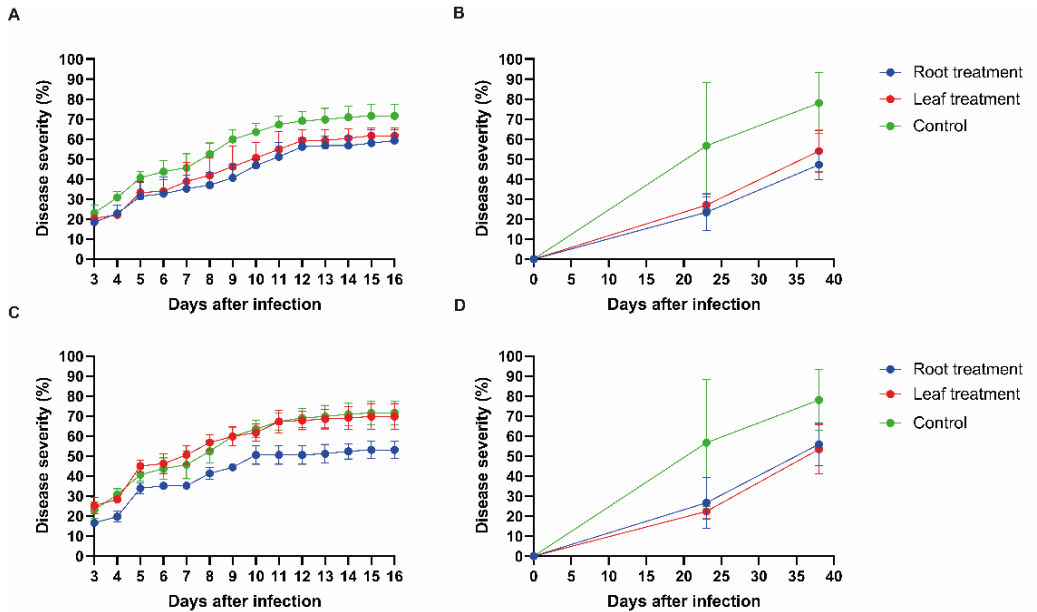 A
B
100
90
80
70
60
50
40
30
20
10
0
Disease severity (%)
3 4 5 6 7 8 9 10 11 12 13 14 15 16
Days after infection
100
90
80
70
60
50
40
30
20
10
0
Disease severity (%)
0 5 10 15 20 25 30 35 40
Days after infection
Root treatment
Leaf treatment
Control
C
D
100
90
80
70
60
50
40
30
20
10
0
Disease severity (%)
3 4 5 6 7 8 9 10 11 12 13 14 15 16
Days after infection
100
90
80
70
60
50
40
30
20
10
0
Disease severity (%)
0 5 10 15 20 25 30 35 40
Days after infection
Root treatment
Leaf treatment
Control